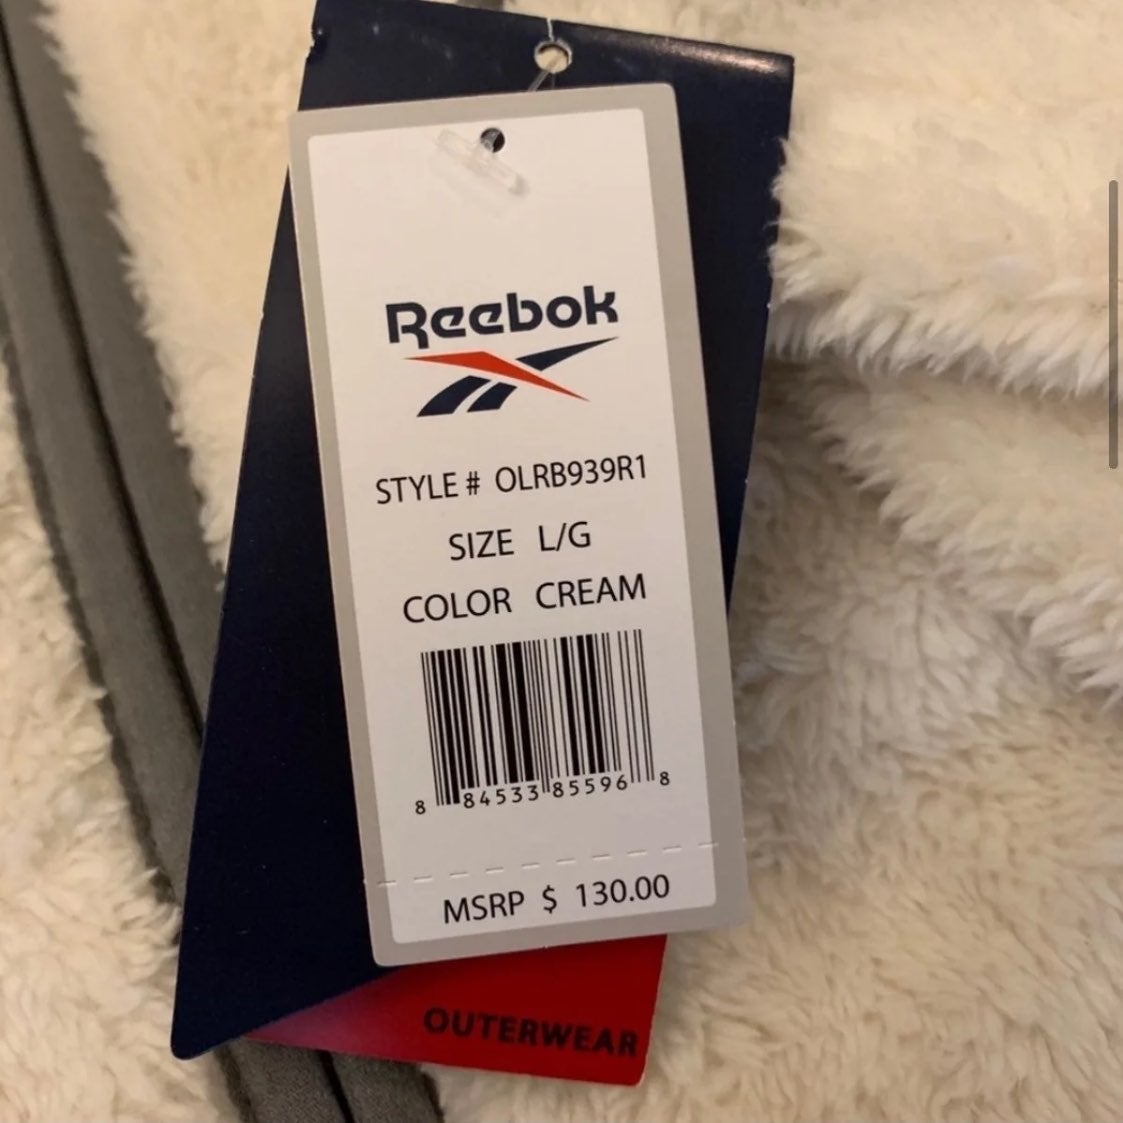 Reebok
STYLE # OLRB939R1
SIZE L/G
COLOR CREAM
8 84533 85596 8
MSRP $ 130.00
OUTERWEAR